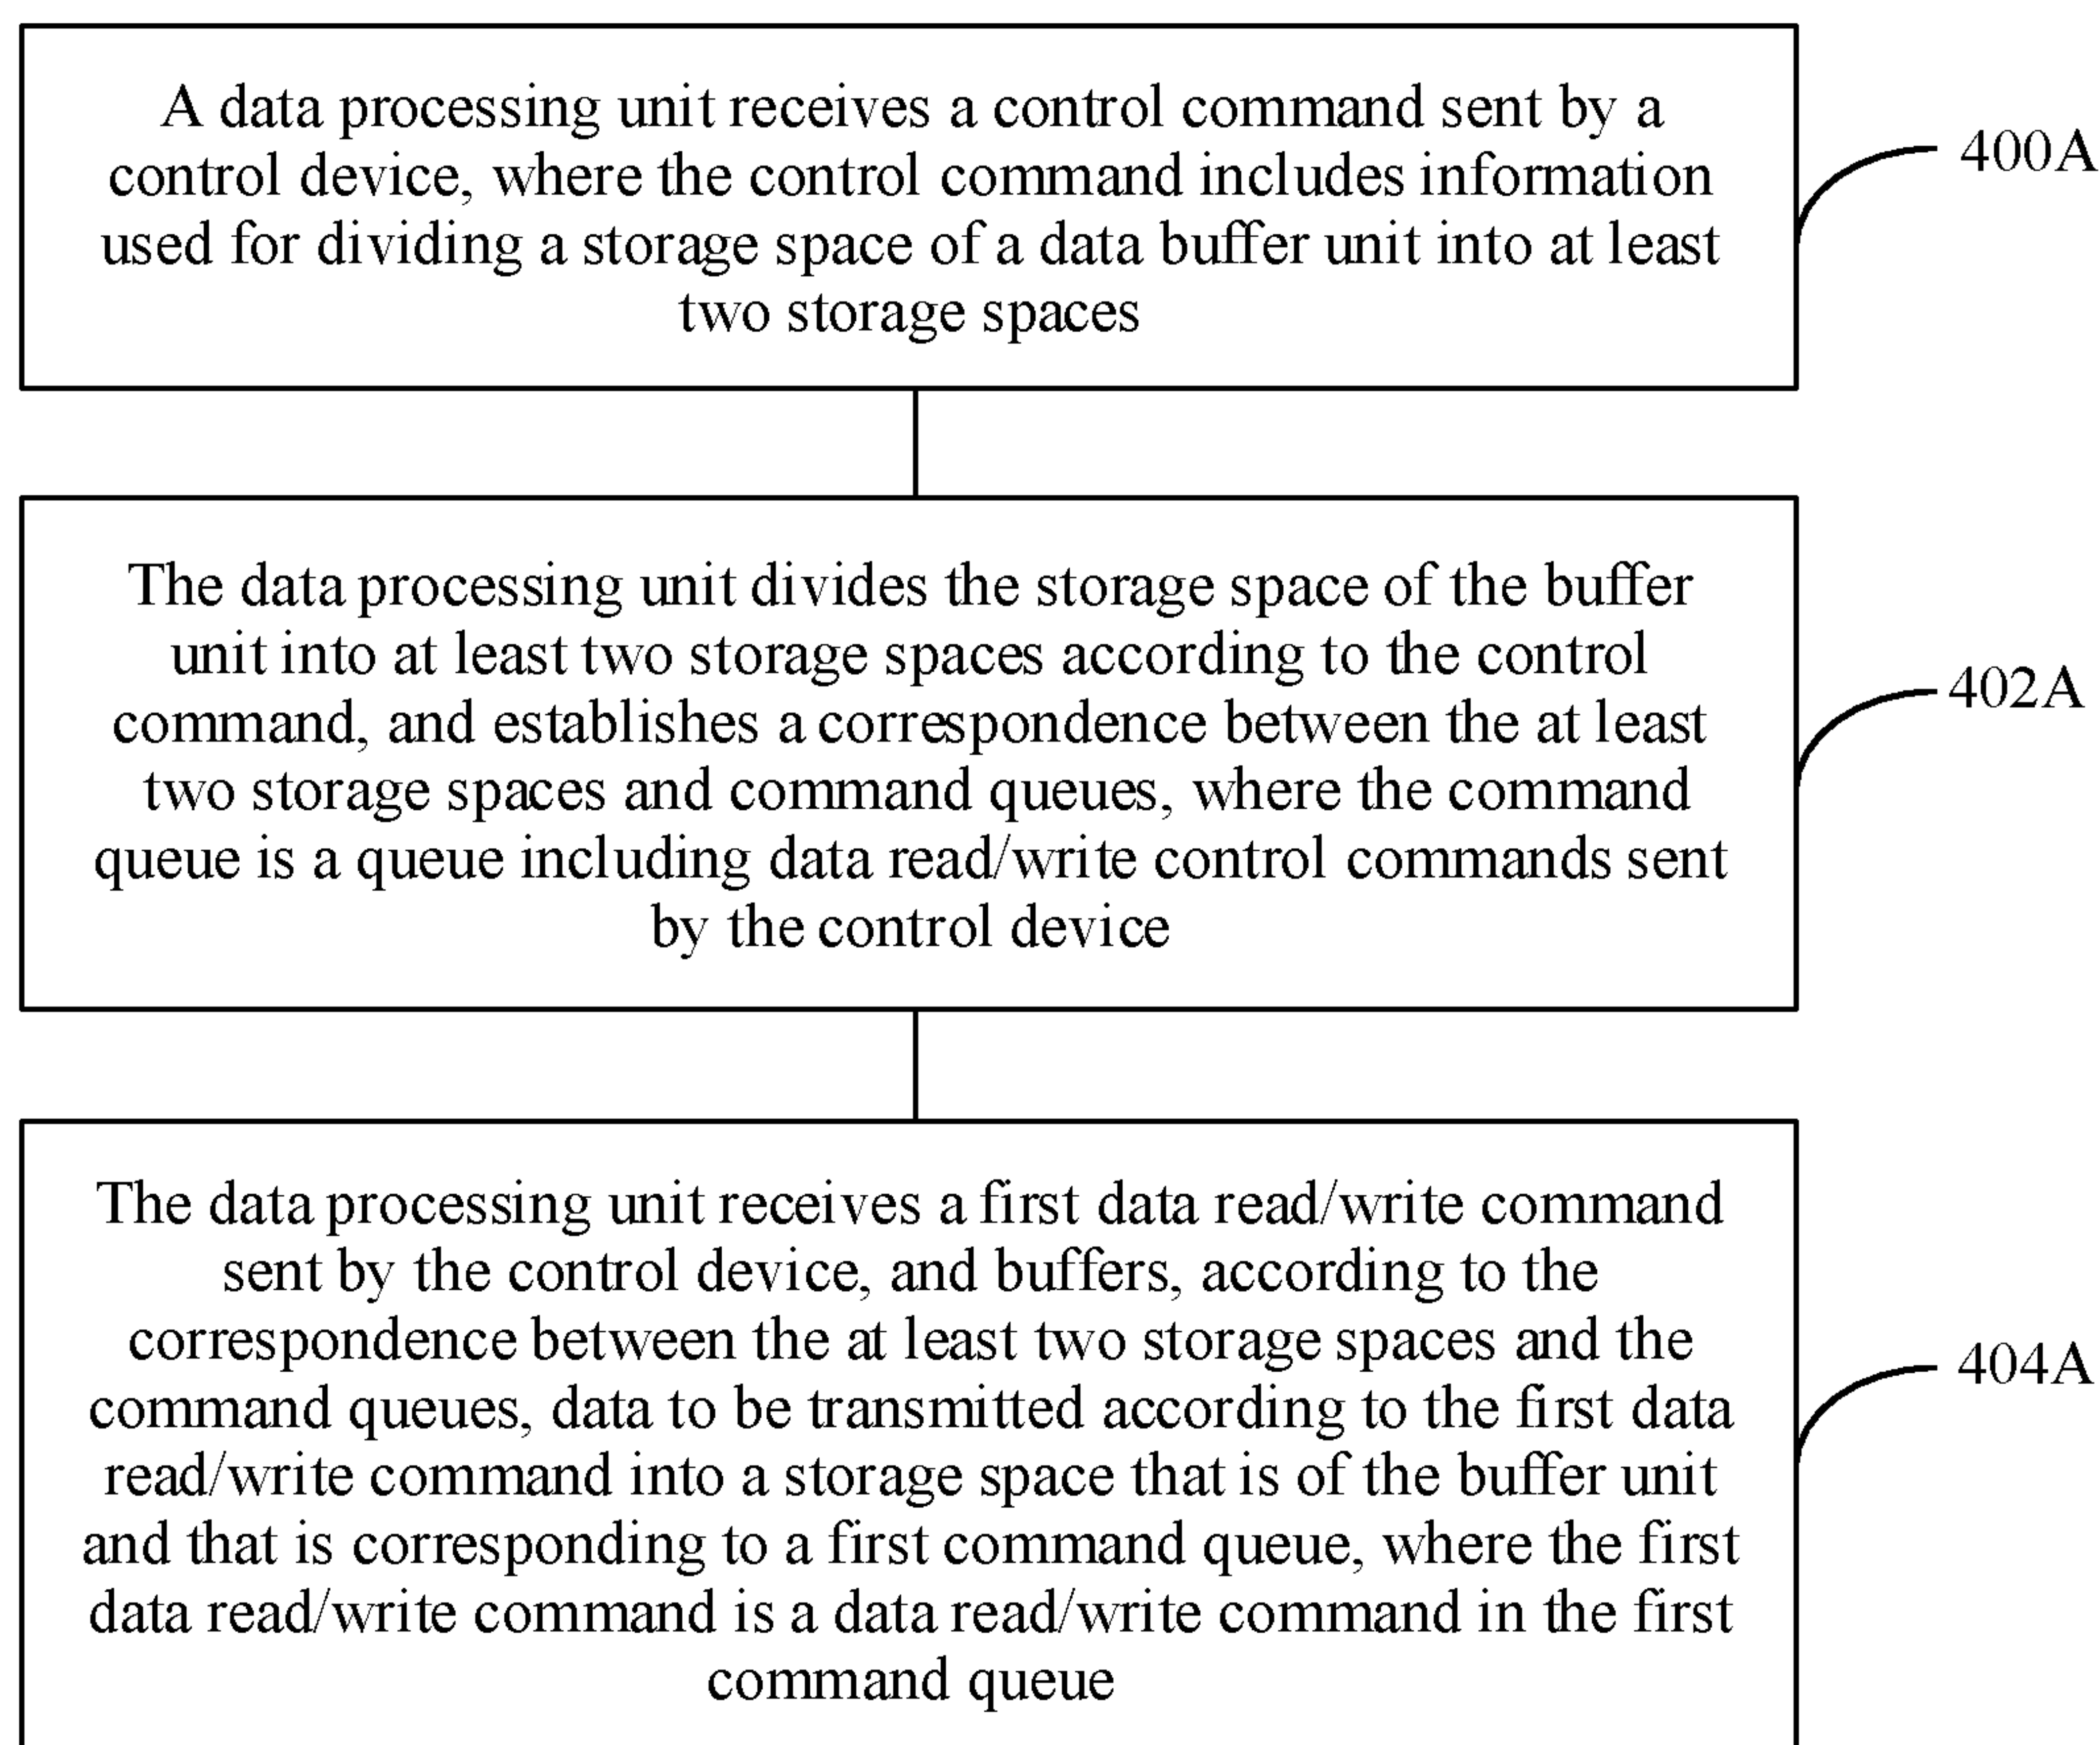 A data processing unit receives a control command sent by a
control device, where the control command includes information
used for dividing a storage space of a data buffer unit into at least
two storage spaces
400A
The data processing unit divides the storage space of the buffer
unit into at least two storage spaces according to the control
command, and establishes a correspondence between the at least
two storage spaces and command queues, where the command
queue is a queue including data read/write control commands sent
by the control device
402A
The data processing unit receives a first data read/write command
sent by the control device, and buffers, according to the
correspondence between the at least two storage spaces and the
command queues, data to be transmitted according to the first data
read/write command into a storage space that is of the buffer unit
and that is corresponding to a first command queue, where the first
data read/write command is a data read/write command in the first
command queue
404A